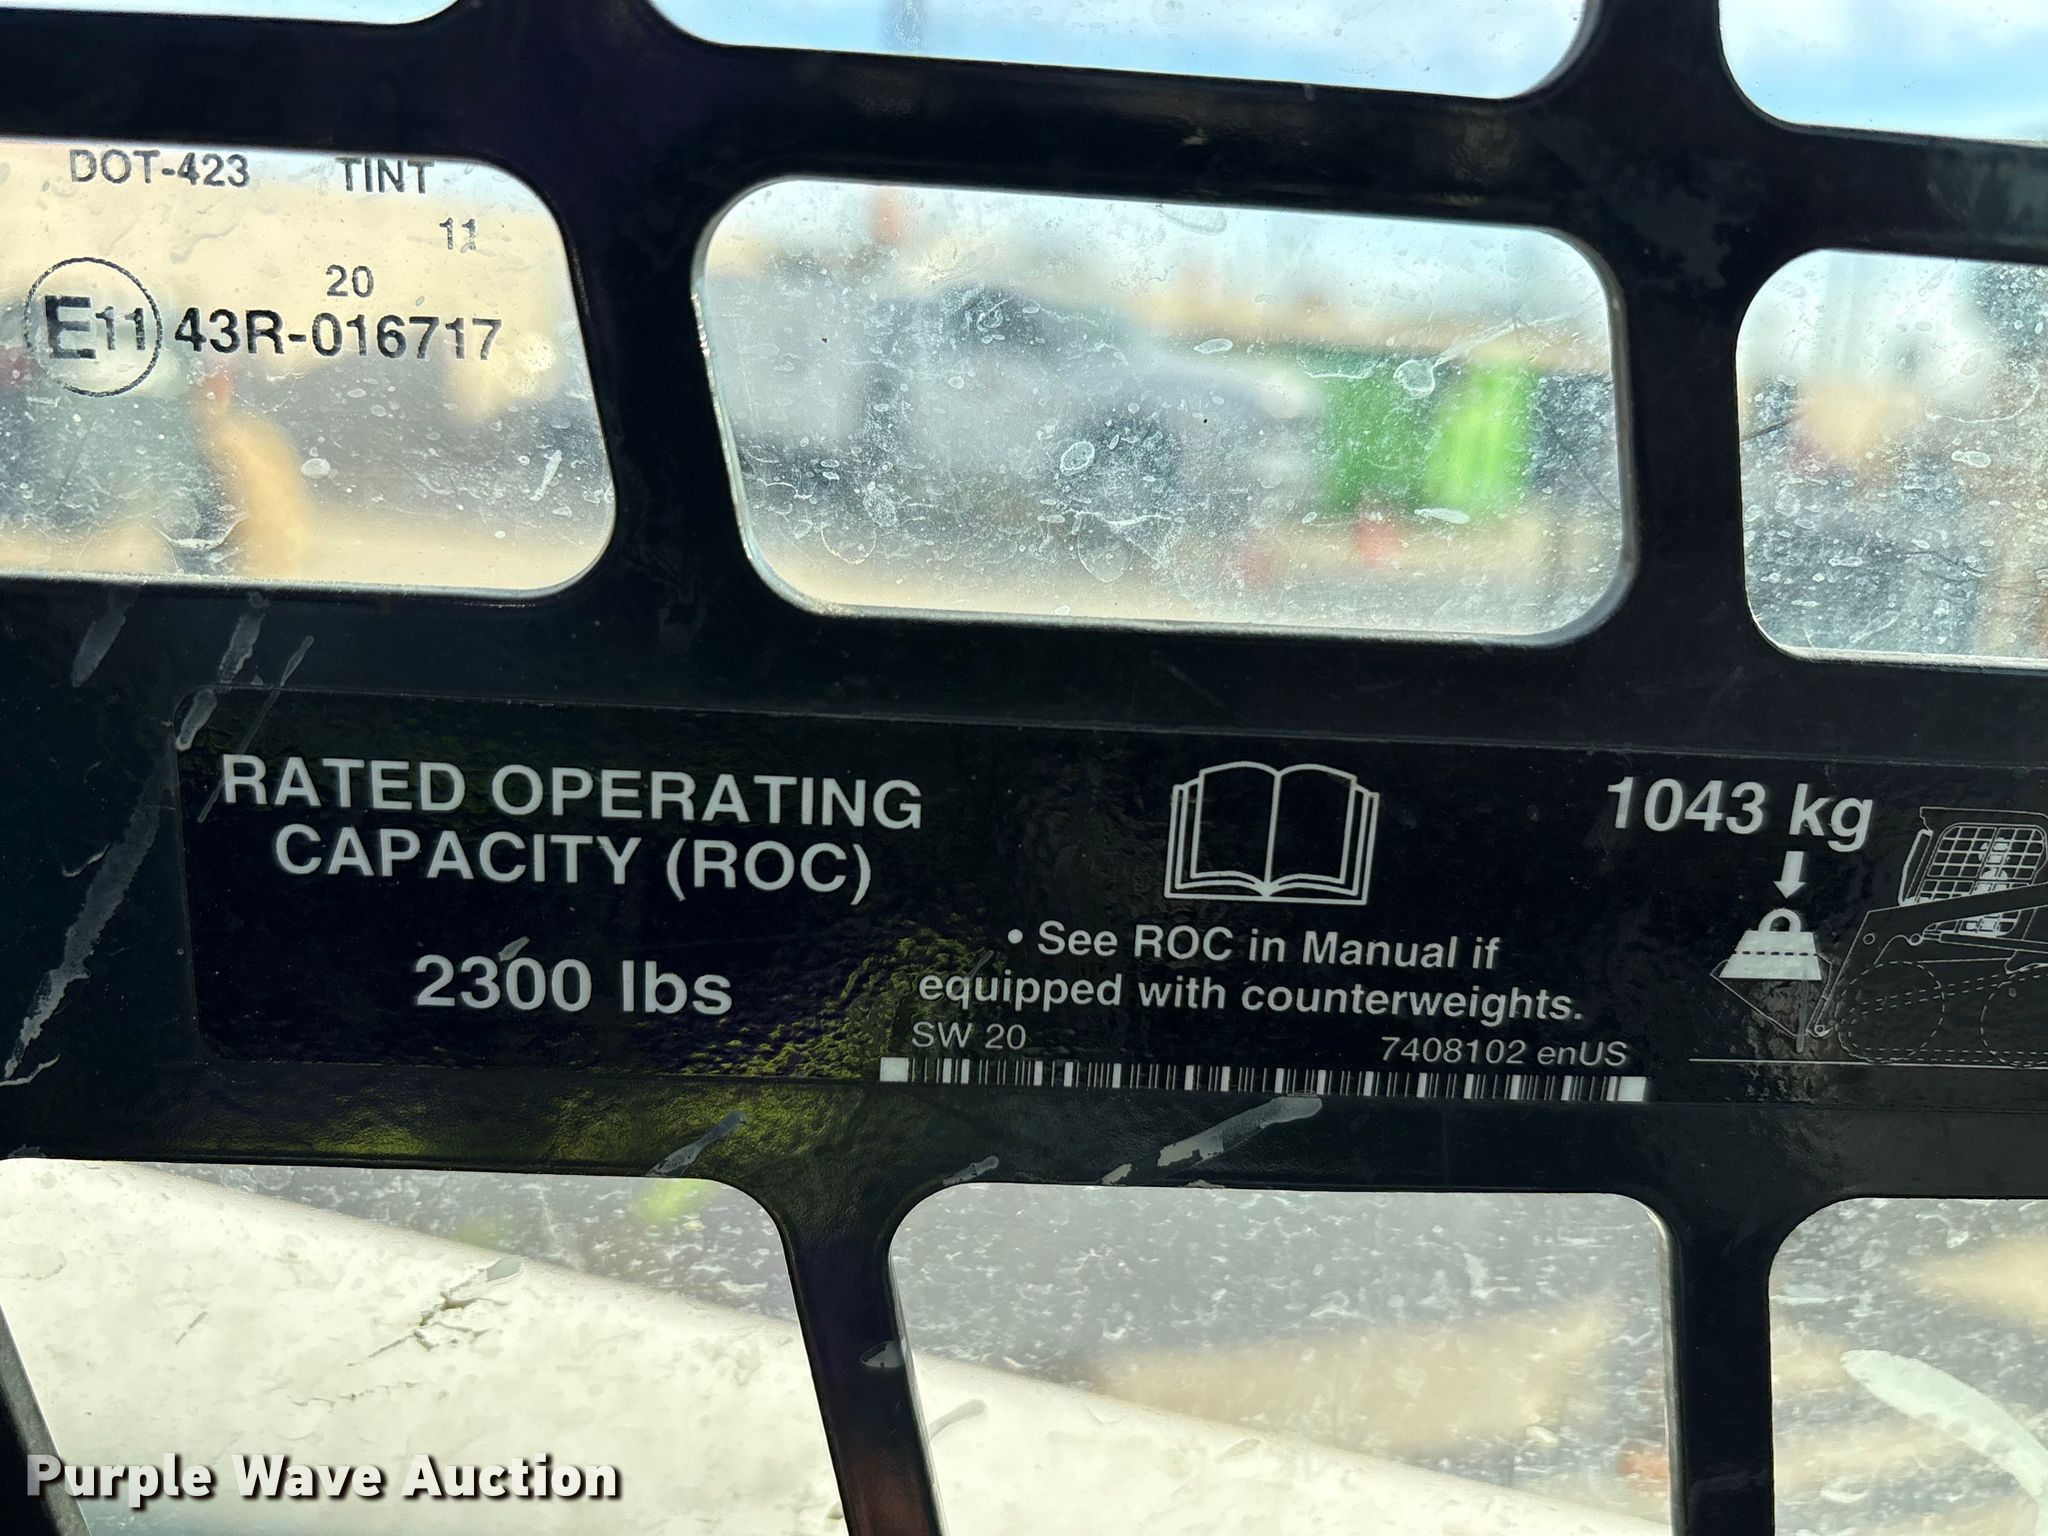 DOT-423 TINT
11
20
E11 43R-016717
RATED OPERATING
CAPACITY (ROC)
2300 lbs
• See ROC in Manual if
equipped with counterweights.
SW 20 7408102 enUS
1043 kg
Purple Wave Auction